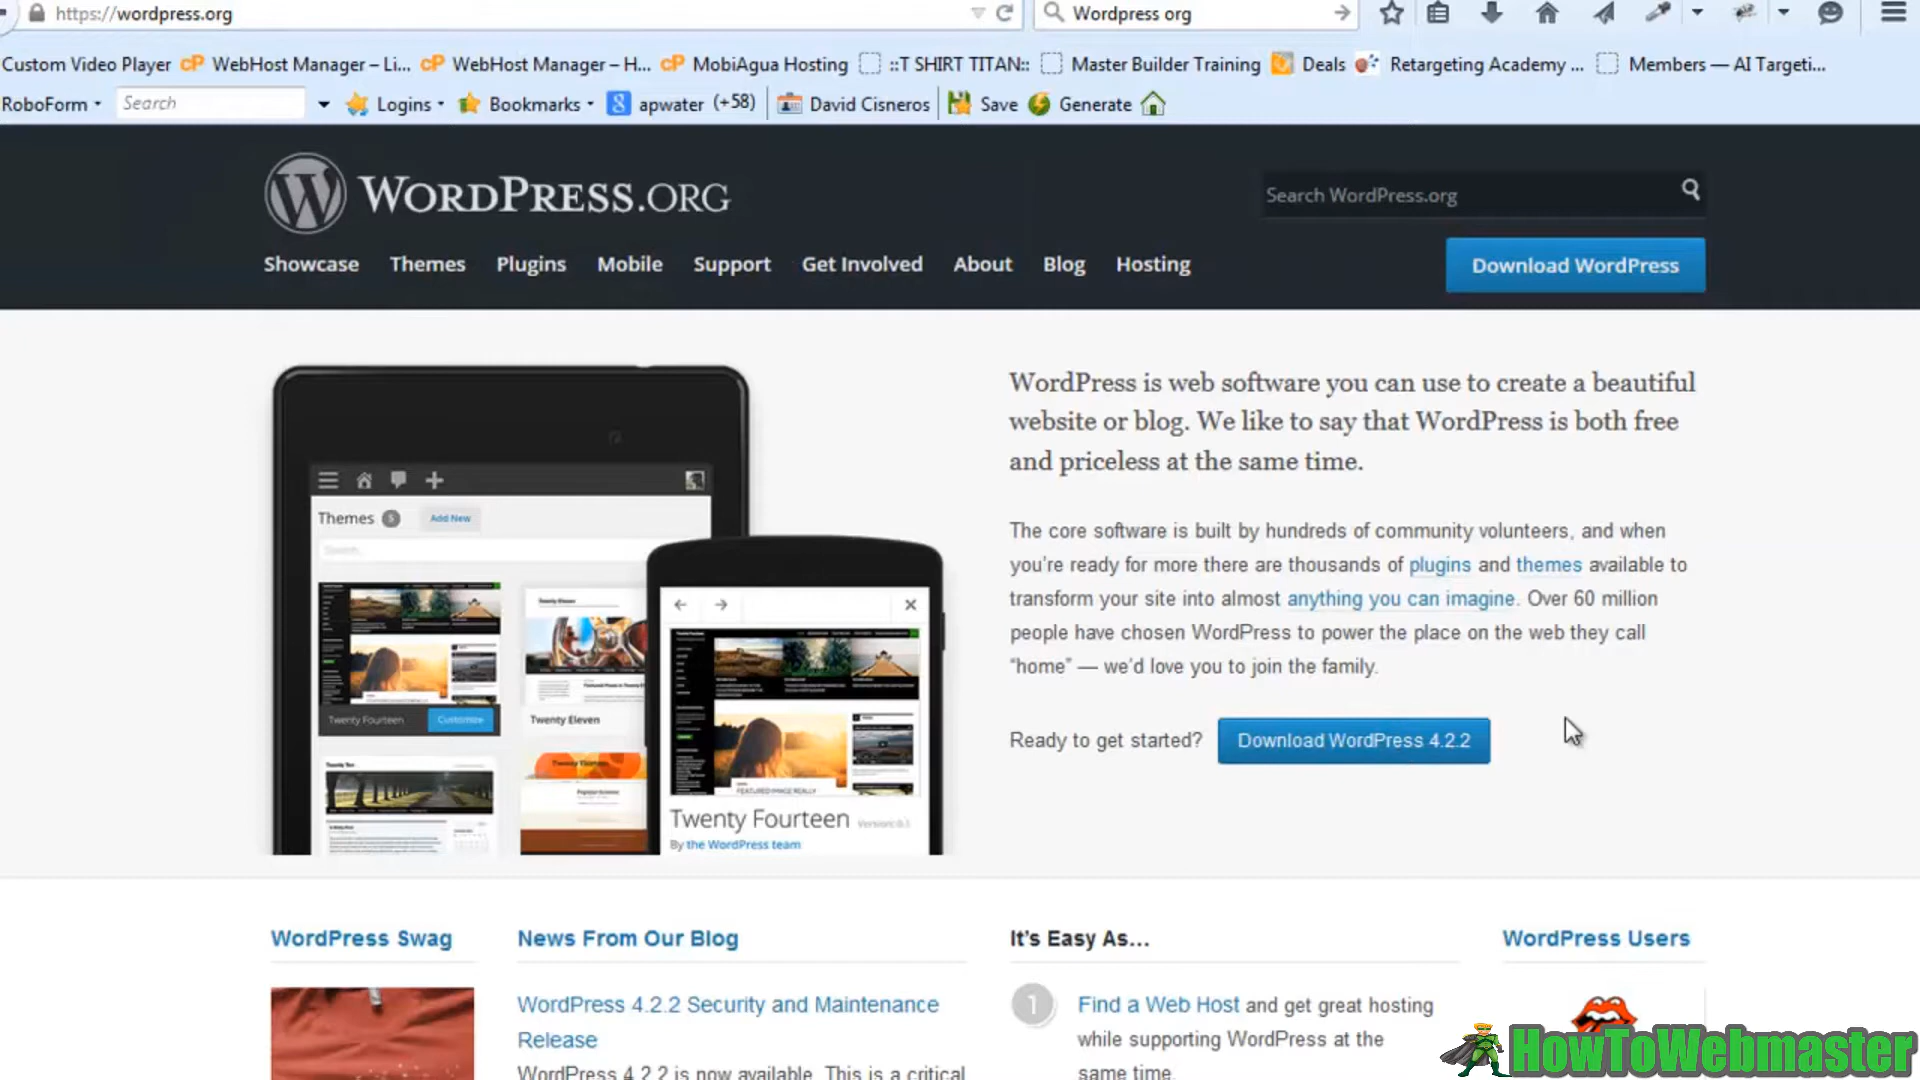 https://wordpress.org
Wordpress org
Custom Video Player
WebHost Manager – Li...
WebHost Manager – H...
MobiAgua Hosting
::T SHIRT TITAN::
Master Builder Training
Deals
Retargeting Academy ...
Members — AI Targeti...
RoboForm
Search
Logins
Bookmarks
apwater (+58)
David Cisneros
Save
Generate
WORDPRESS.ORG
Search WordPress.org
Showcase
Themes
Plugins
Mobile
Support
Get Involved
About
Blog
Hosting
Download WordPress
Themes 5
Add New
Search...
Twenty Fourteen
Customize
Twenty Eleven
Twenty Fourteen
By the WordPress team
WordPress is web software you can use to create a beautiful
website or blog. We like to say that WordPress is both free
and priceless at the same time.
The core software is built by hundreds of community volunteers, and when
you’re ready for more there are thousands of plugins and themes available to
transform your site into almost anything you can imagine. Over 60 million
people have chosen WordPress to power the place on the web they call
“home” — we’d love you to join the family.
Ready to get started?
Download WordPress 4.2.2
WordPress Swag
News From Our Blog
WordPress 4.2.2 Security and Maintenance
Release
WordPress 4.2.2 is now available. This is a critical
It’s Easy As…
1
Find a Web Host and get great hosting
while supporting WordPress at the
same time.
WordPress Users
HowToWebmaster